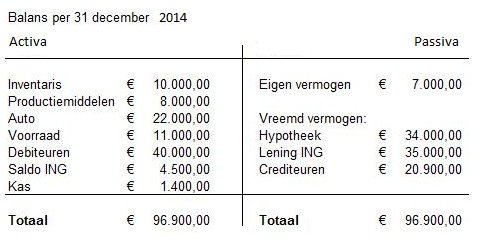 Balans per 31 december 2014
Activa Passiva
Inventaris € 10.000,00 Eigen vermogen € 7.000,00
Productiemiddelen € 8.000,00
Auto € 22.000,00 Vreemd vermogen:
Voorraad € 11.000,00 Hypotheek € 34.000,00
Debiteuren € 40.000,00 Lening ING € 35.000,00
Saldo ING € 4.500,00 Crediteuren € 20.900,00
Kas € 1.400,00
Totaal € 96.900,00 Totaal € 96.900,00